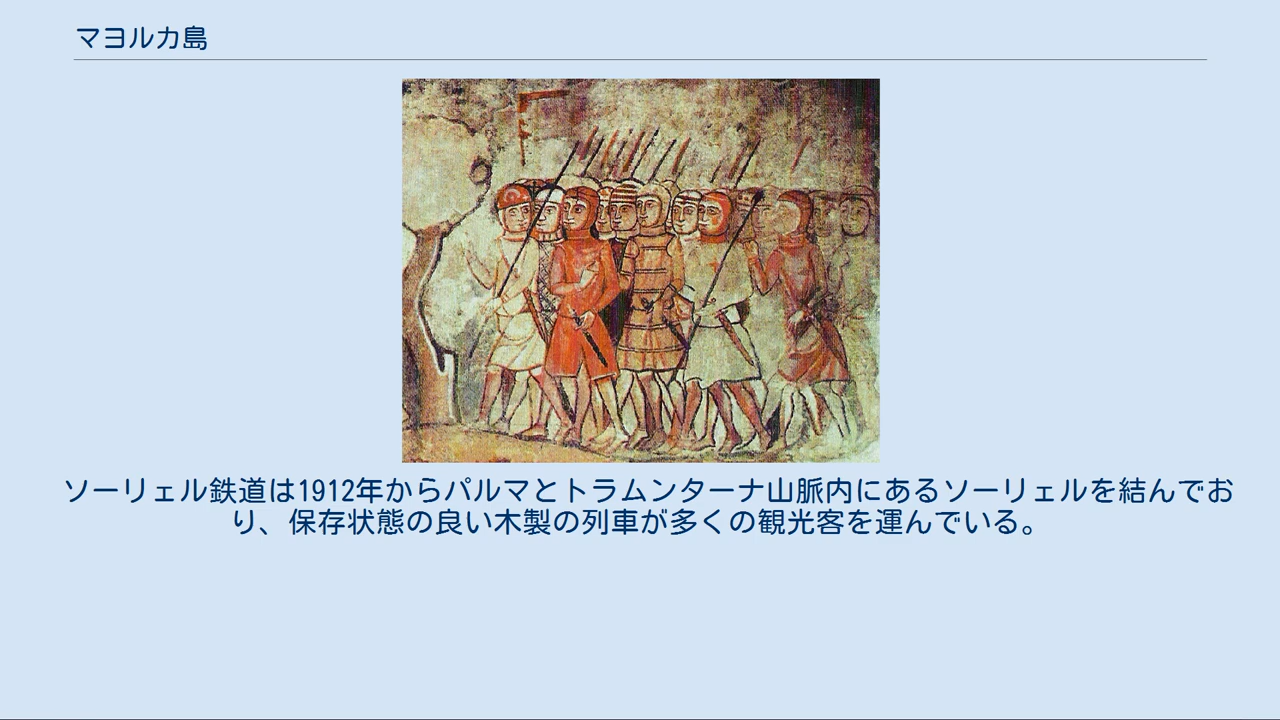 マヨルカ島
ソーリェル鉄道は1912年からパルマとトラムンターナ山脈内にあるソーリェルを結んでお
り、保存状態の良い木製の列車が多くの観光客を運んでいる。